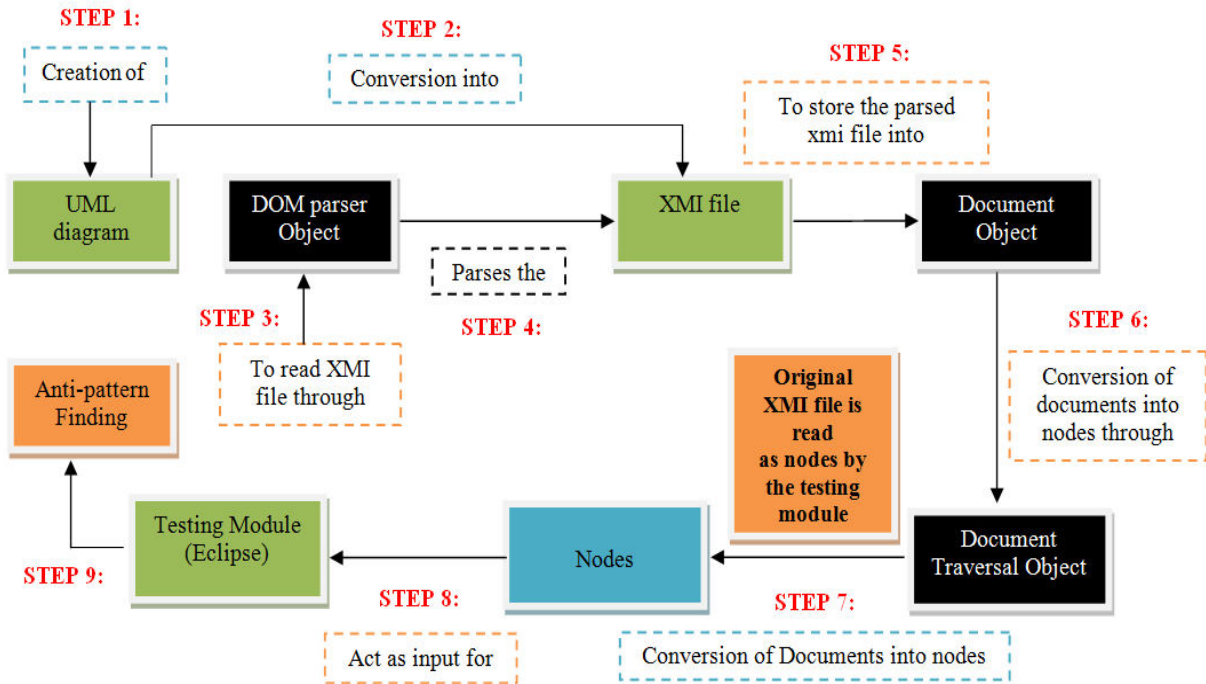 STEP 1:
Creation of
STEP 2:
Conversion into
STEP 5:
To store the parsed
xmi file into
UML
diagram
DOM parser
Object
XMI file
Document
Object
Parses the
STEP 3:
STEP 4:
STEP 6:
To read XMI
file through
Anti-pattern
Finding
Original
XMI file is
read
as nodes by
the testing
module
Conversion of
documents into
nodes through
Testing Module
(Eclipse)
Nodes
Document
Traversal Object
STEP 9:
STEP 8:
STEP 7:
Act as input for
Conversion of Documents into nodes